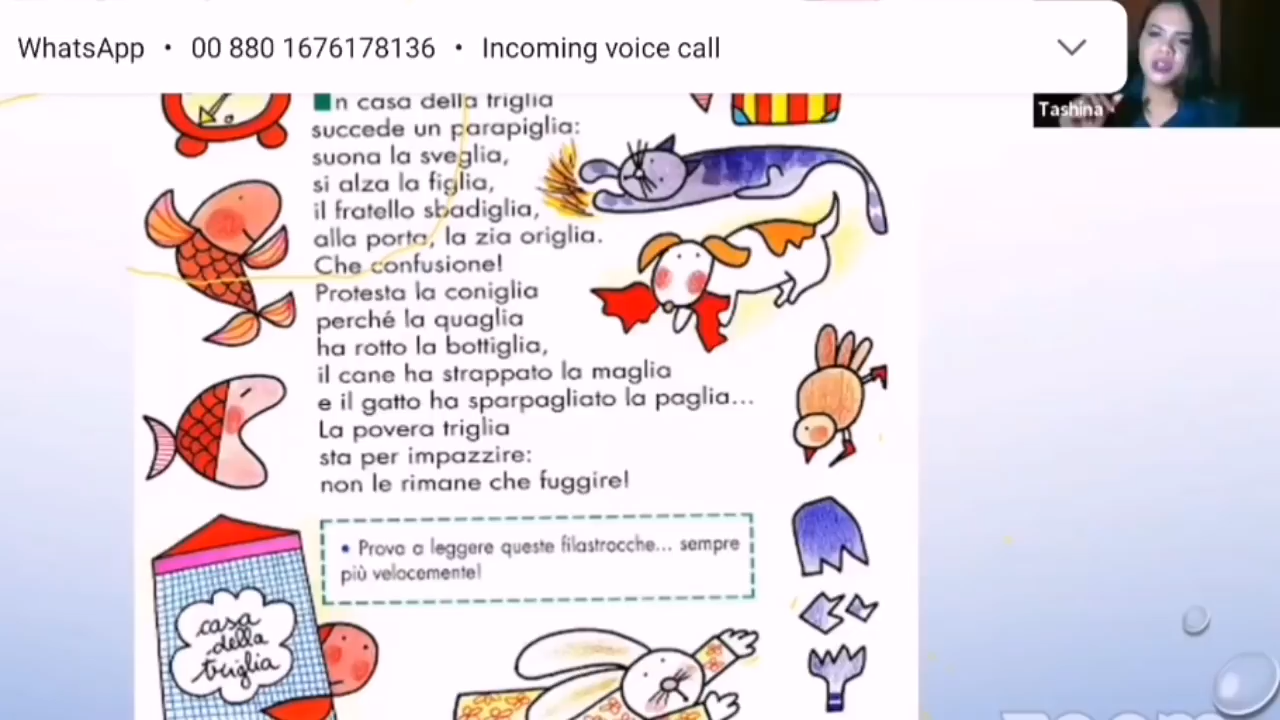 WhatsApp • 00 880 1676178136 • Incoming voice call
Tashina
n casa della triglia
succede un parapiglia:
suona la sveglia,
si alza la figlia,
il fratello sbadiglia,
alla porta, la zia origlia.
Che confusione!
Protesta la coniglia
perché la quaglia
ha rotto la bottiglia,
il cane ha strappato la maglia
e il gatto ha sparpagliato la paglia...
La povera triglia
sta per impazzire:
non le rimane che fuggire!
• Prova a leggere queste filastrocche... sempre
più velocemente!
casa
della
triglia
zoom